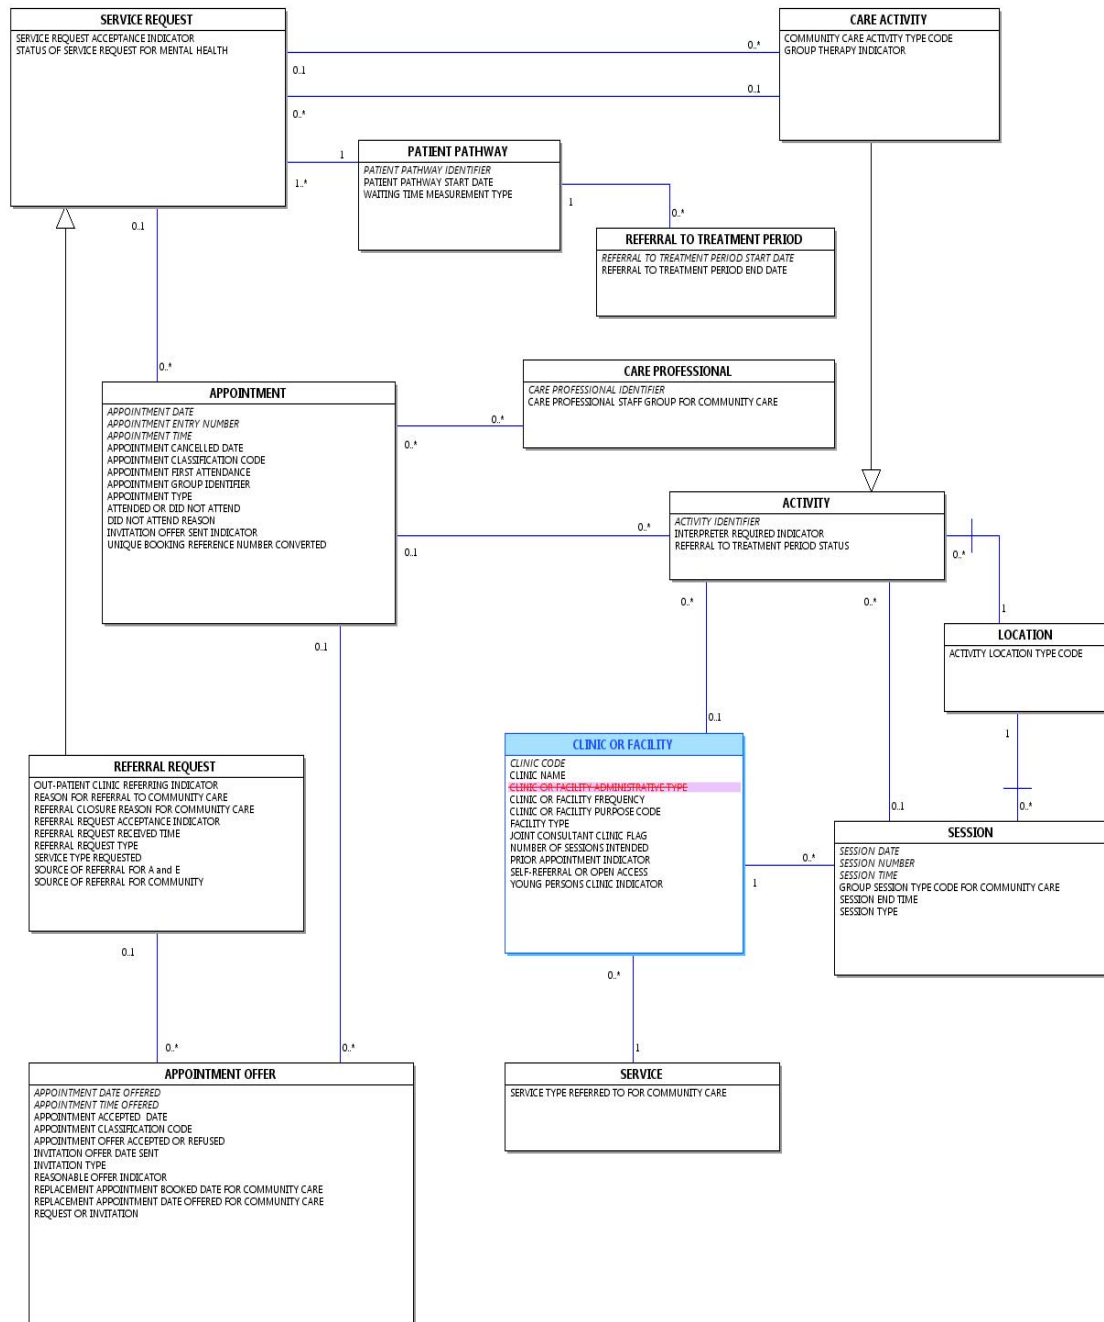 SERVICE REQUEST
SERVICE REQUEST ACCEPTANCE INDICATOR
STATUS OF SERVICE REQUEST FOR MENTAL HEALTH
CARE ACTIVITY
COMMUNITY CARE ACTIVITY TYPE CODE
GROUP THERAPY INDICATOR
0..1
0..*
0..*
0..1
1..*
1
PATIENT PATHWAY
PATIENT PATHWAY IDENTIFIER
PATIENT PATHWAY START DATE
WAITING TIME MEASUREMENT TYPE
1
0..*
REFERRAL TO TREATMENT PERIOD
REFERRAL TO TREATMENT PERIOD START DATE
REFERRAL TO TREATMENT PERIOD END DATE
0..1
0..*
APPOINTMENT
APPOINTMENT DATE
APPOINTMENT ENTRY NUMBER
APPOINTMENT TIME
APPOINTMENT CANCELLED DATE
APPOINTMENT CLASSIFICATION CODE
APPOINTMENT FIRST ATTENDANCE
APPOINTMENT GROUP IDENTIFIER
APPOINTMENT TYPE
ATTENDED OR DID NOT ATTEND
DID NOT ATTEND REASON
INVITATION OFFER SENT INDICATOR
UNIQUE BOOKING REFERENCE NUMBER CONVERTED
0..*
0..*
CARE PROFESSIONAL
CARE PROFESSIONAL IDENTIFIER
CARE PROFESSIONAL STAFF GROUP FOR COMMUNITY CARE
0..1
0..*
ACTIVITY
ACTIVITY IDENTIFIER
INTERPRETER REQUIRED INDICATOR
REFERRAL TO TREATMENT PERIOD STATUS
0..*
1
LOCATION
ACTIVITY LOCATION TYPE CODE
0..*
0..*
0..1
0..1
1
0..*
0..1
CLINIC OR FACILITY
CLINIC CODE
CLINIC NAME
CLINIC OR FACILITY ADMINISTRATIVE TYPE
CLINIC OR FACILITY FREQUENCY
CLINIC OR FACILITY PURPOSE CODE
FACILITY TYPE
JOINT CONSULTANT CLINIC FLAG
NUMBER OF SESSIONS INTENDED
PRIOR APPOINTMENT INDICATOR
SELF-REFERRAL OR OPEN ACCESS
YOUNG PERSONS CLINIC INDICATOR
1
0..*
SESSION
SESSION DATE
SESSION NUMBER
SESSION TIME
GROUP SESSION TYPE CODE FOR COMMUNITY CARE
SESSION END TIME
SESSION TYPE
REFERRAL REQUEST
OUT-PATIENT CLINIC REFERRING INDICATOR
REASON FOR REFERRAL TO COMMUNITY CARE
REFERRAL CLOSURE REASON FOR COMMUNITY CARE
REFERRAL REQUEST ACCEPTANCE INDICATOR
REFERRAL REQUEST RECEIVED TIME
REFERRAL REQUEST TYPE
SERVICE TYPE REQUESTED
SOURCE OF REFERRAL FOR A and E
SOURCE OF REFERRAL FOR COMMUNITY
0..1
0..*
0..*
0..*
1
APPOINTMENT OFFER
APPOINTMENT DATE OFFERED
APPOINTMENT TIME OFFERED
APPOINTMENT ACCEPTED DATE
APPOINTMENT CLASSIFICATION CODE
APPOINTMENT OFFER ACCEPTED OR REFUSED
INVITATION OFFER DATE SENT
INVITATION TYPE
REASONABLE OFFER INDICATOR
REPLACEMENT APPOINTMENT BOOKED DATE FOR COMMUNITY CARE
REPLACEMENT APPOINTMENT DATE OFFERED FOR COMMUNITY CARE
REQUEST OR INVITATION
SERVICE
SERVICE TYPE REFERRED TO FOR COMMUNITY CARE